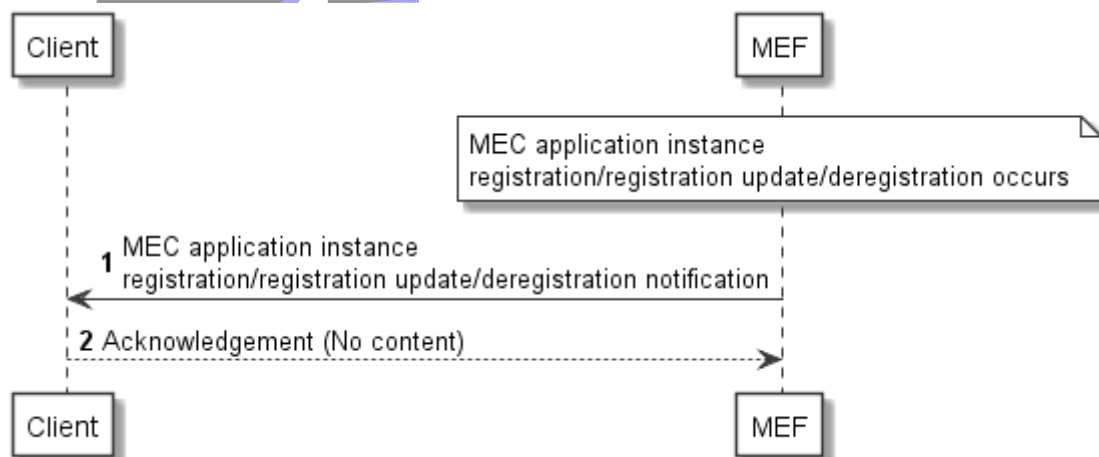 Client
MEF
MEC application instance
registration/registration update/deregistration occurs
1 MEC application instance
registration/registration update/deregistration notification
2 Acknowledgement (No content)
Client
MEF